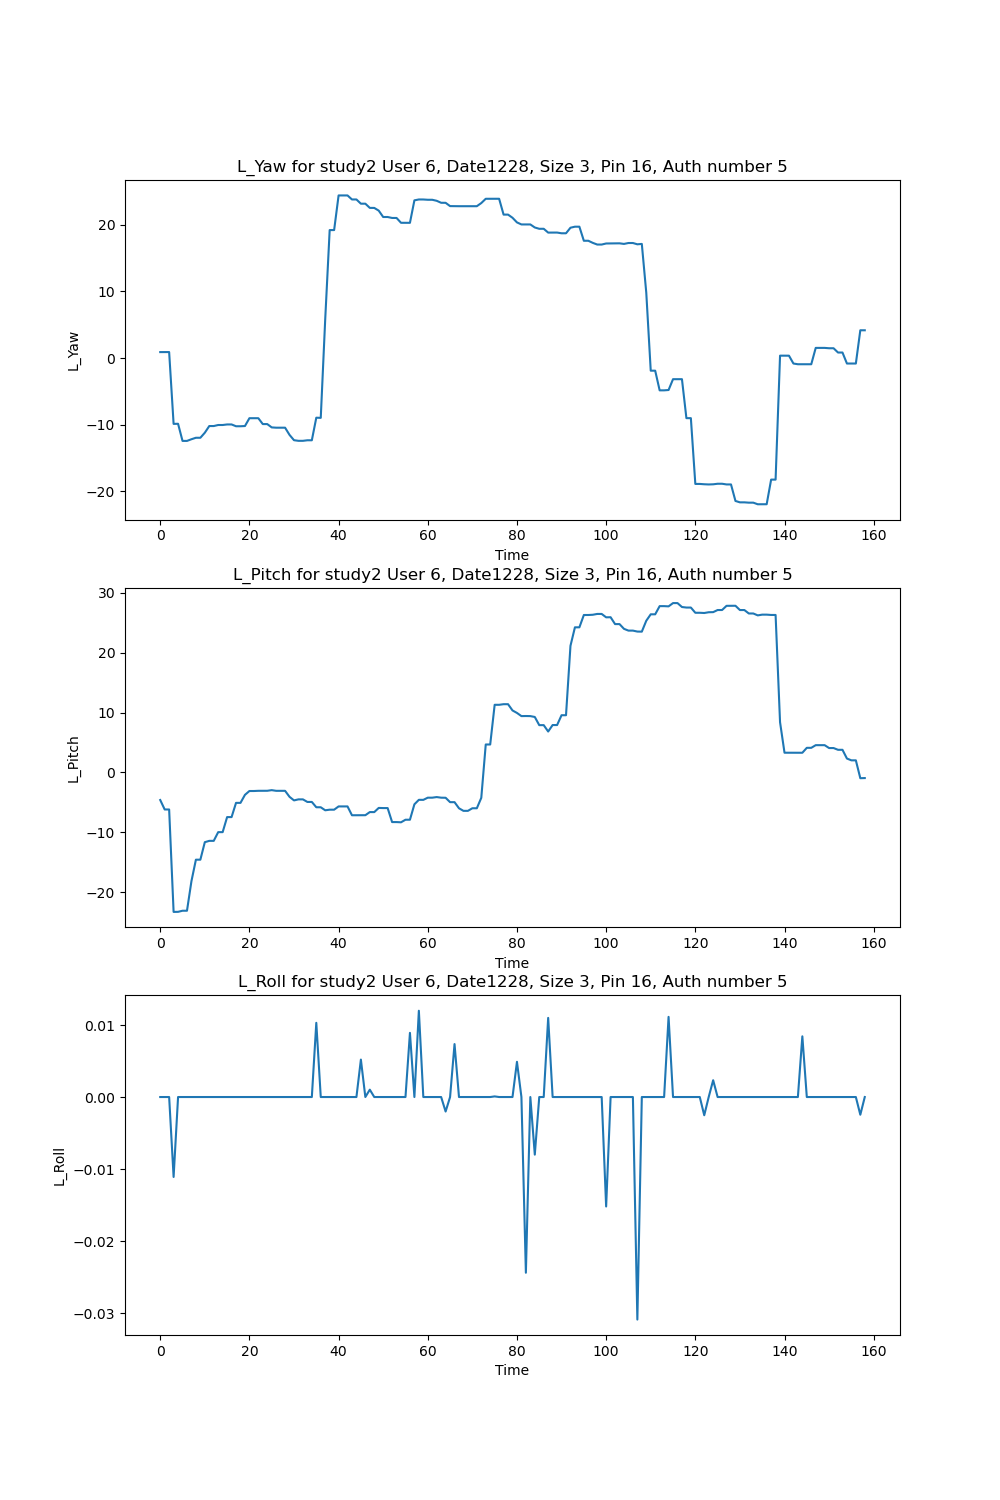 L_Yaw for study2 User 6, Date1228, Size 3, Pin 16, Auth number 5
20
10
0
−10
−20
L_Yaw
0 20 40 60 80 100 120 140 160
Time
L_Pitch for study2 User 6, Date1228, Size 3, Pin 16, Auth number 5
30
20
10
0
−10
−20
L_Pitch
0 20 40 60 80 100 120 140 160
Time
L_Roll for study2 User 6, Date1228, Size 3, Pin 16, Auth number 5
0.01
0.00
−0.01
−0.02
−0.03
L_Roll
0 20 40 60 80 100 120 140 160
Time